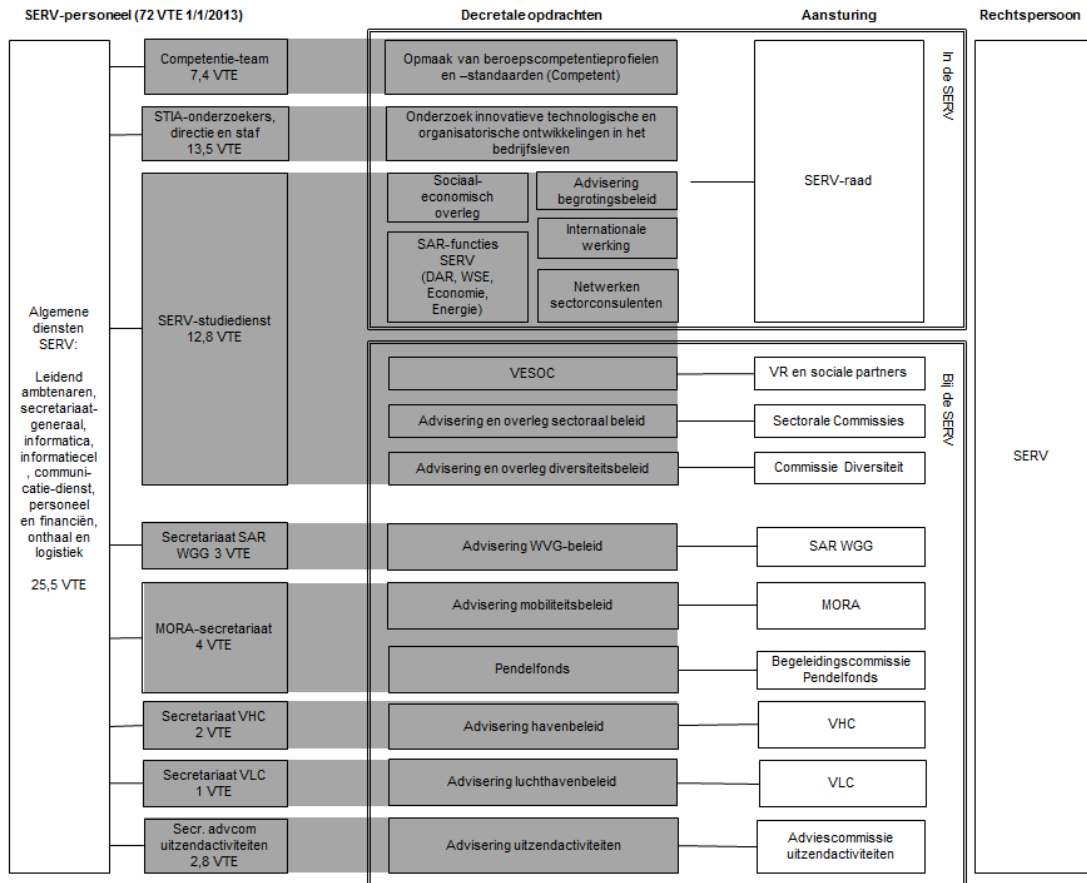 SERV-personeel (72 VTE 1/1/2013)
Decretale opdrachten
Aansturing
Rechtspersoon
Algemene
diensten
SERV:
Leidend
ambtenaren,
secretariaat-
generaal,
informatica,
informatiecel
, communi-
catie-dienst,
personeel
en financiën,
onthaal en
logistiek
25,5 VTE
Competentie-team
7,4 VTE
Opmaak van beroepscompetentieprofielen
en –standaarden (Competent)
STIA-onderzoekers,
directie en staf
13,5 VTE
Onderzoek innovatieve technologische en
organisatorische ontwikkelingen in het
bedrijfsleven
SERV-studiedienst
12,8 VTE
Sociaal-
economisch
overleg
Advisering
begrotingsbeleid
SAR-functies
SERV
(DAR, WSE,
Economie,
Energie)
Internationale
werking
Netwerken
sectorconsulenten
SERV-raad
In de SERV
VESOC
VR en sociale partners
Bij de SERV
Advisering en overleg sectoraal beleid
Sectorale Commissies
Advisering en overleg diversiteitsbeleid
Commissie Diversiteit
SERV
Secretariaat SAR
WGG 3 VTE
Advisering WVG-beleid
SAR WGG
MORA-secretariaat
4 VTE
Advisering mobiliteitsbeleid
MORA
Pendelfonds
Begeleidingscommissie
Pendelfonds
Secretariaat VHC
2 VTE
Advisering havenbeleid
VHC
Secretariaat VLC
1 VTE
Advisering luchthavenbeleid
VLC
Secr. advcom
uitzendactiviteiten
2,8 VTE
Advisering uitzendactiviteiten
Adviescommissie
uitzendactiviteiten